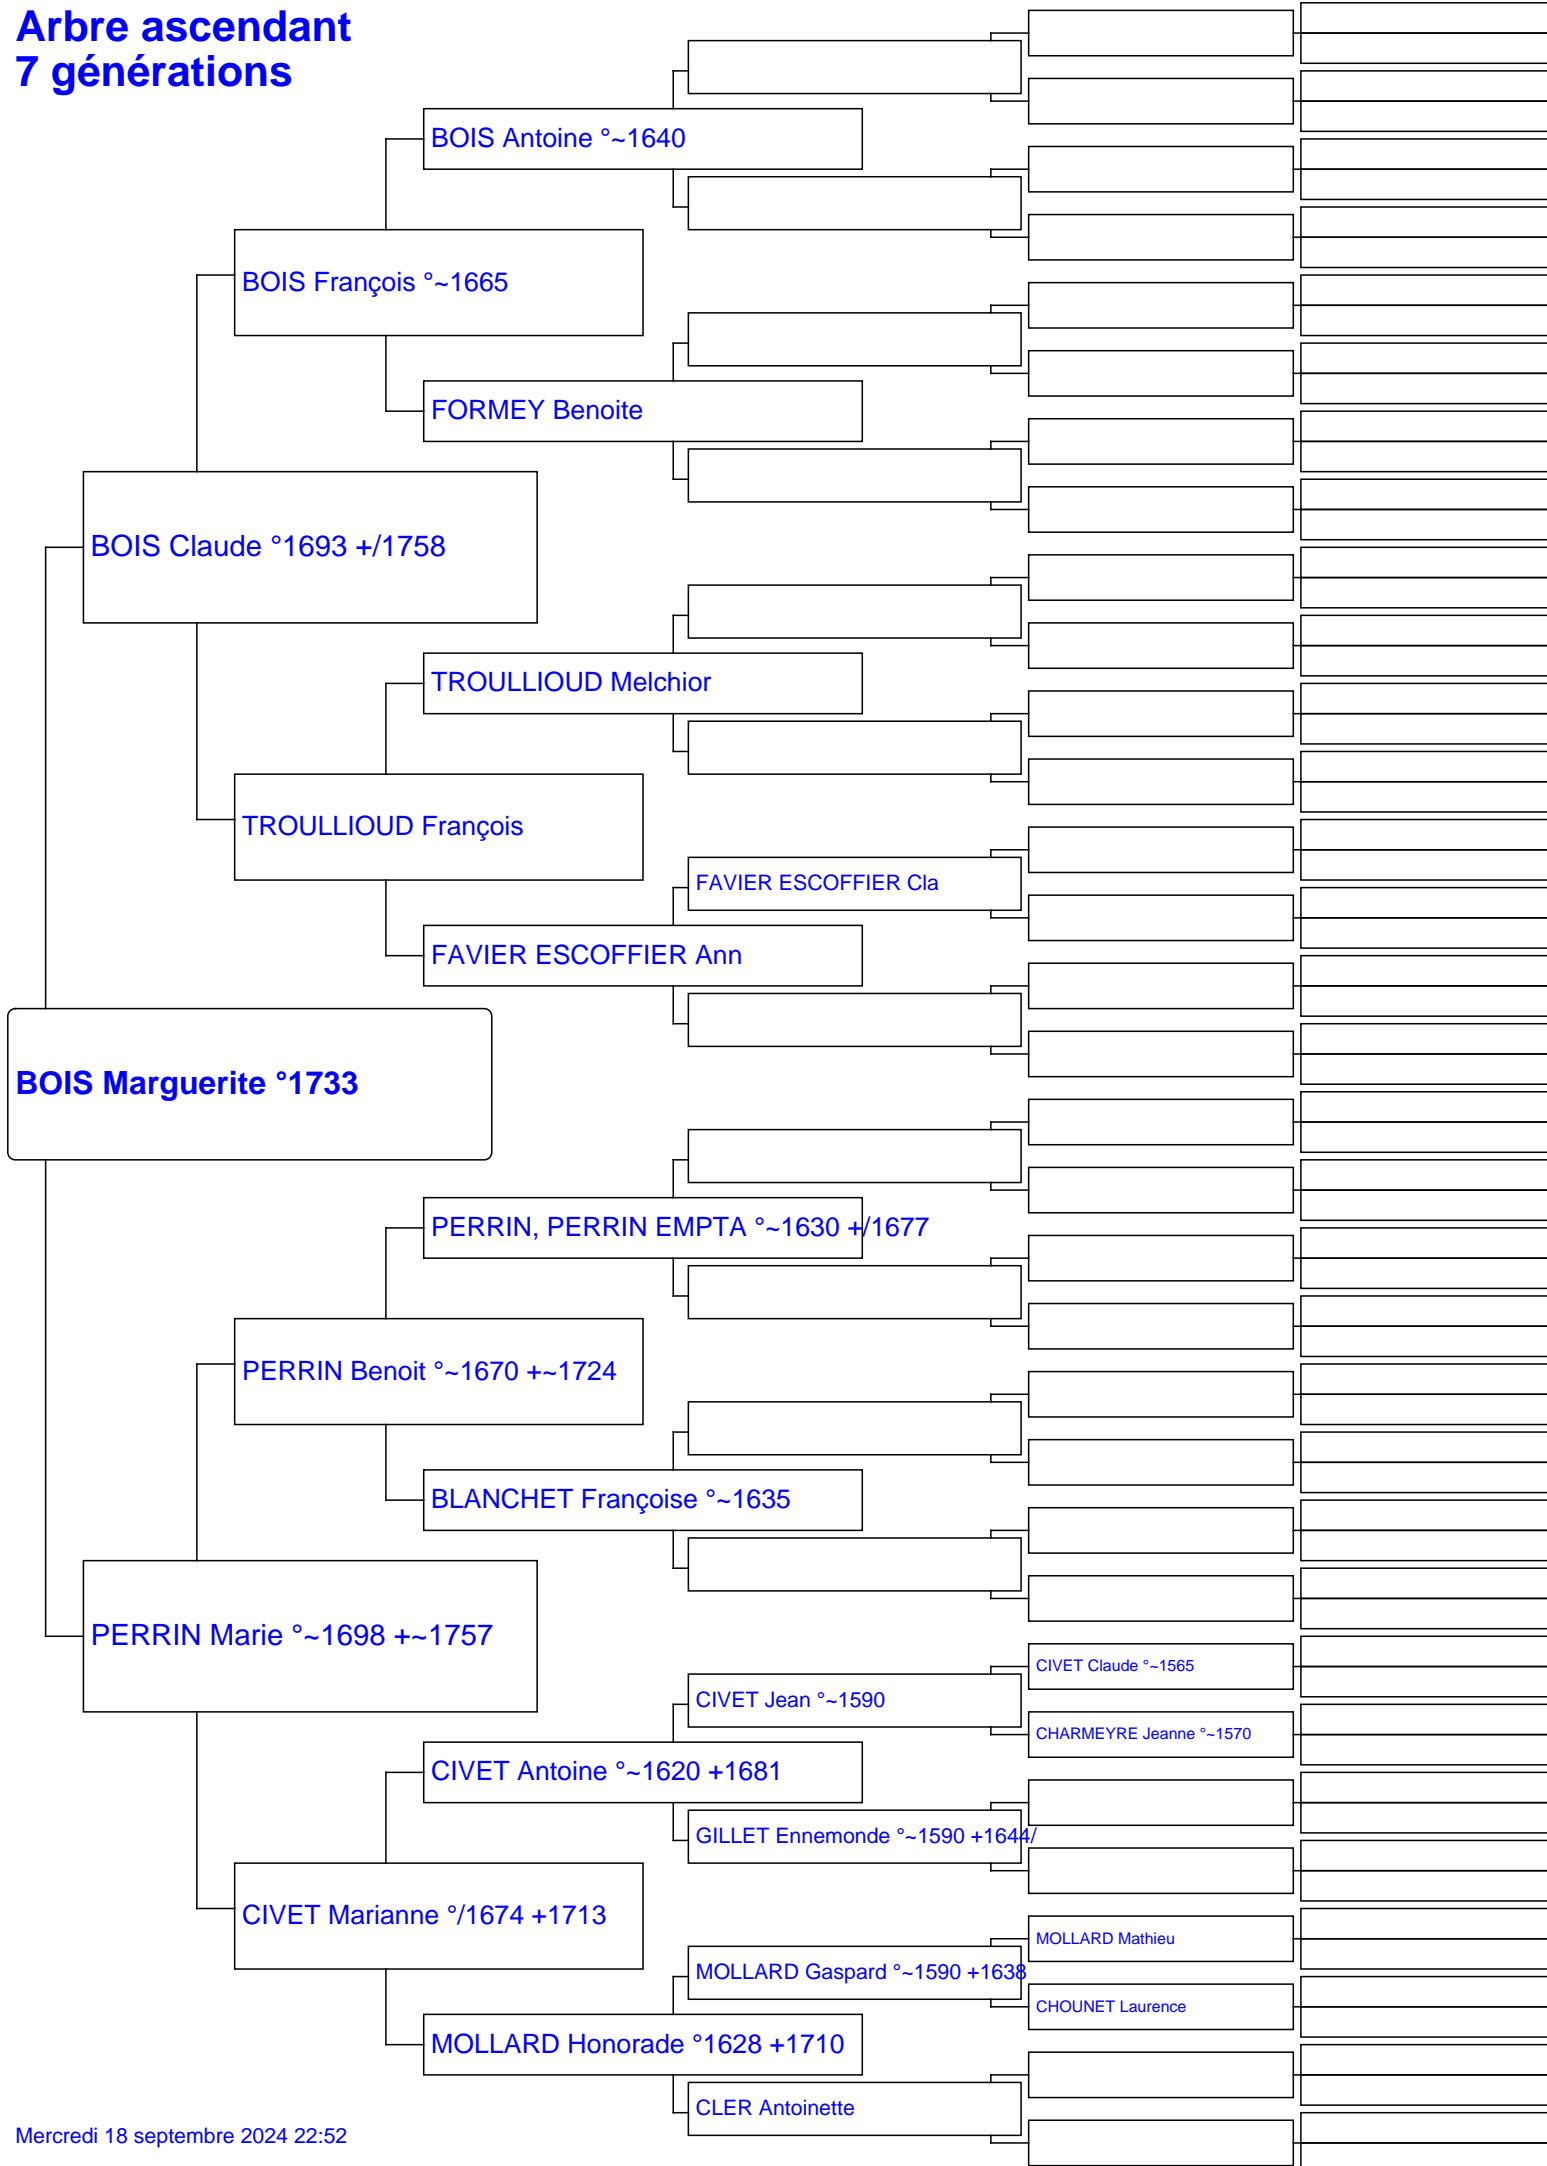 Arbre ascendant
7 générations
BOIS Antoine °~1640
BOIS François °~1665
FORMEY Benoite
BOIS Claude °1693 +/1758
TROULLIOUD Melchior
TROULLIOUD François
FAVIER ESCOFFIER Cla
FAVIER ESCOFFIER Ann
BOIS Marguerite °1733
PERRIN, PERRIN EMPTA °~1630 +/1677
PERRIN Benoit °~1670 +~1724
BLANCHET Françoise °~1635
PERRIN Marie °~1698 +~1757
CIVET Claude °~1565
CIVET Jean °~1590
CHARMEYRE Jeanne °~1570
CIVET Antoine °~1620 +1681
GILLET Ennemonde °~1590 +1644/
CIVET Marianne °/1674 +1713
MOLLARD Mathieu
MOLLARD Gaspard °~1590 +1638
CHOUNET Laurence
MOLLARD Honorade °1628 +1710
CLER Antoinette
Mercredi 18 septembre 2024 22:52